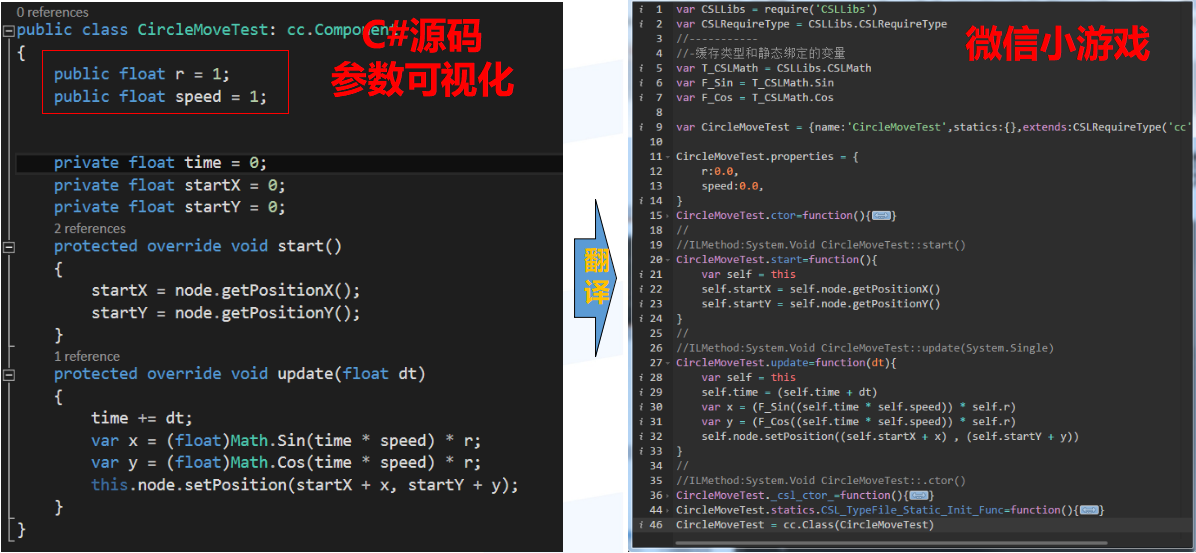 0 references
public class CircleMoveTest: cc.Component
{
public float r = 1;
public float speed = 1;
private float time = 0;
private float startX = 0;
private float startY = 0;
2 references
protected override void start()
{
startX = node.getPositionX();
startY = node.getPositionY();
}
1 reference
protected override void update(float dt)
{
time += dt;
var x = (float)Math.Sin(time * speed) * r;
var y = (float)Math.Cos(time * speed) * r;
this.node.setPosition(startX + x, startY + y);
}
}
C#源码
参数可视化
翻
译
微信小游戏
i 1 var CSLLibs = require('CSLLibs')
i 2 var CSLRequireType = CSLLibs.CSLRequireType
3 //-----------
4 //-缓存类型和静态绑定的变量
i 5 var T_CSLMath = CSLLibs.CSLMath
i 6 var F_Sin = T_CSLMath.Sin
i 7 var F_Cos = T_CSLMath.Cos
8
i 9 var CircleMoveTest = {name:'CircleMoveTest',statics:{},extends:CSLRequireType('cc'
10
11 CircleMoveTest.properties = {
12 r:0.0,
13 speed:0.0,
i 14 }
15 CircleMoveTest.ctor=function(){}
18 //
19 //ILMethod:System.Void CircleMoveTest::start()
20 CircleMoveTest.start=function(){
i 21 var self = this
i 22 self.startX = self.node.getPositionX()
i 23 self.startY = self.node.getPositionY()
i 24 }
25 //
26 //ILMethod:System.Void CircleMoveTest::update(System.Single)
27 CircleMoveTest.update=function(dt){
i 28 var self = this
i 29 self.time = (self.time + dt)
i 30 var x = (F_Sin((self.time * self.speed)) * self.r)
i 31 var y = (F_Cos((self.time * self.speed)) * self.r)
i 32 self.node.setPosition((self.startX + x) , (self.startY + y))
i 33 }
34 //
35 //ILMethod:System.Void CircleMoveTest::.ctor()
36 CircleMoveTest._csl_ctor_=function(){}
44 CircleMoveTest.statics.CSL_TypeFile_Static_Init_Func=function(){}
i 46 CircleMoveTest = cc.Class(CircleMoveTest)